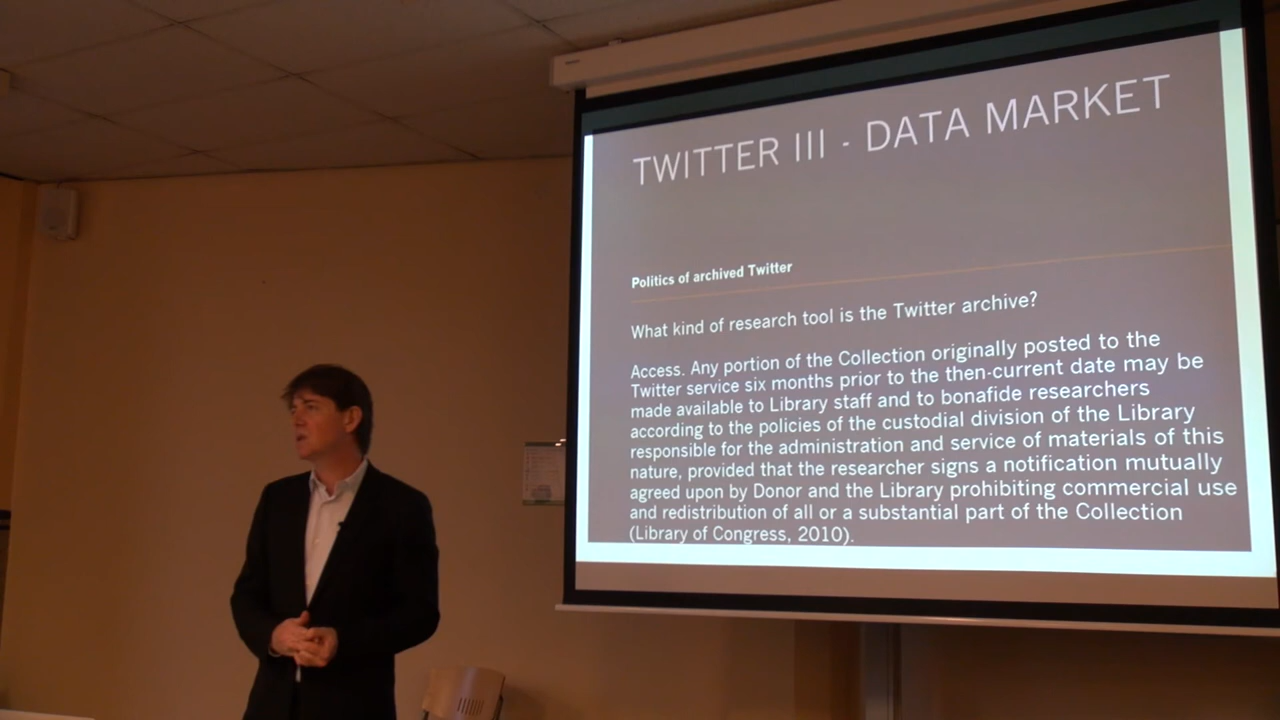 TWITTER III - DATA MARKET
Politics of archived Twitter
What kind of research tool is the Twitter archive?
Access. Any portion of the Collection originally posted to the
Twitter service six months prior to the then-current date may be
made available to Library staff and to bonafide researchers
according to the policies of the custodial division of the Library
responsible for the administration and service of materials of this
nature, provided that the researcher signs a notification mutually
agreed upon by Donor and the Library prohibiting commercial use
and redistribution of all or a substantial part of the Collection
(Library of Congress, 2010).